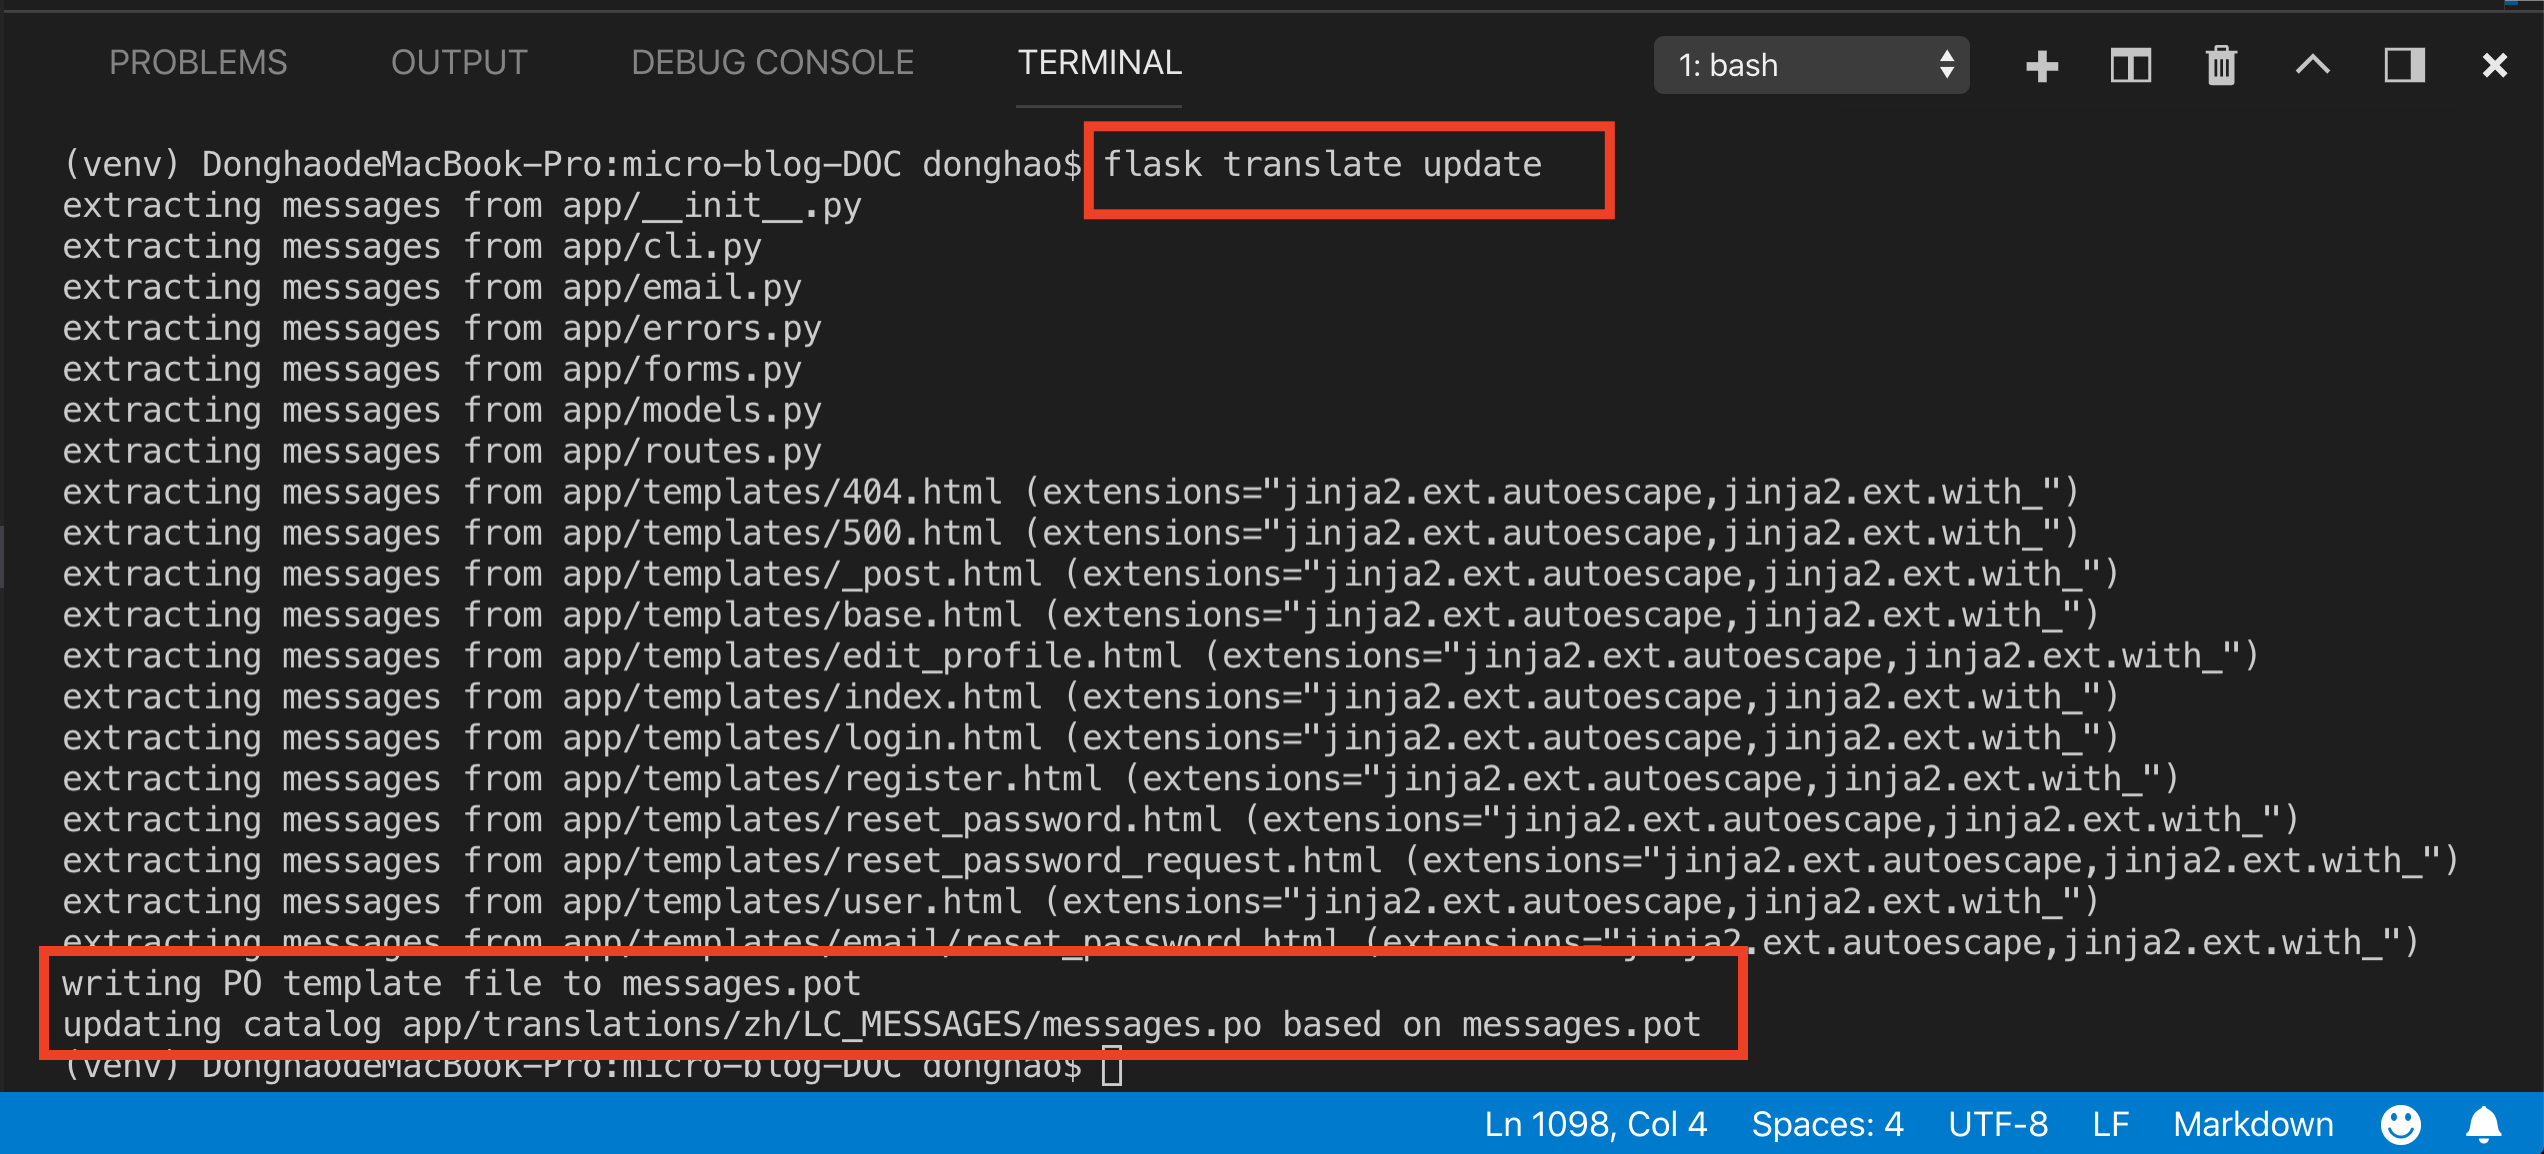 PROBLEMS OUTPUT DEBUG CONSOLE TERMINAL 1: bash
(venv) DonghaodeMacBook-Pro:micro-blog-DOC donghao$ flask translate update
extracting messages from app/__init__.py
extracting messages from app/cli.py
extracting messages from app/email.py
extracting messages from app/errors.py
extracting messages from app/forms.py
extracting messages from app/models.py
extracting messages from app/routes.py
extracting messages from app/templates/404.html (extensions="jinja2.ext.autoescape,jinja2.ext.with_")
extracting messages from app/templates/500.html (extensions="jinja2.ext.autoescape,jinja2.ext.with_")
extracting messages from app/templates/_post.html (extensions="jinja2.ext.autoescape,jinja2.ext.with_")
extracting messages from app/templates/base.html (extensions="jinja2.ext.autoescape,jinja2.ext.with_")
extracting messages from app/templates/edit_profile.html (extensions="jinja2.ext.autoescape,jinja2.ext.with_")
extracting messages from app/templates/index.html (extensions="jinja2.ext.autoescape,jinja2.ext.with_")
extracting messages from app/templates/login.html (extensions="jinja2.ext.autoescape,jinja2.ext.with_")
extracting messages from app/templates/register.html (extensions="jinja2.ext.autoescape,jinja2.ext.with_")
extracting messages from app/templates/reset_password.html (extensions="jinja2.ext.autoescape,jinja2.ext.with_")
extracting messages from app/templates/reset_password_request.html (extensions="jinja2.ext.autoescape,jinja2.ext.with_")
extracting messages from app/templates/user.html (extensions="jinja2.ext.autoescape,jinja2.ext.with_")
extracting messages from app/templates/email/reset_password.html (extensions="jinja2.ext.autoescape,jinja2.ext.with_")
writing PO template file to messages.pot
updating catalog app/translations/zh/LC_MESSAGES/messages.po based on messages.pot
(venv) DonghaodeMacBook-Pro:micro-blog-DOC donghao$
Ln 1098, Col 4 Spaces: 4 UTF-8 LF Markdown